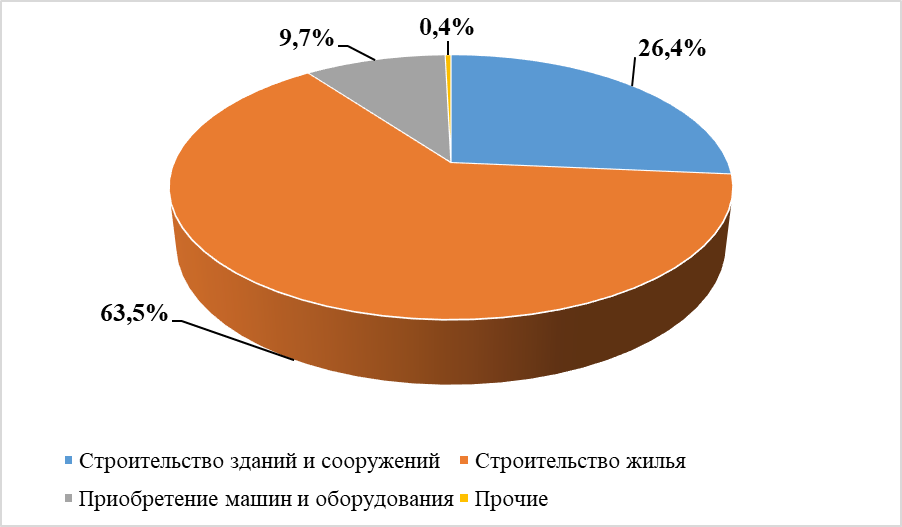 0,4%
9,7%
26,4%
63,5%
Строительство зданий и сооружений
Строительство жилья
Приобретение машин и оборудования
Прочие